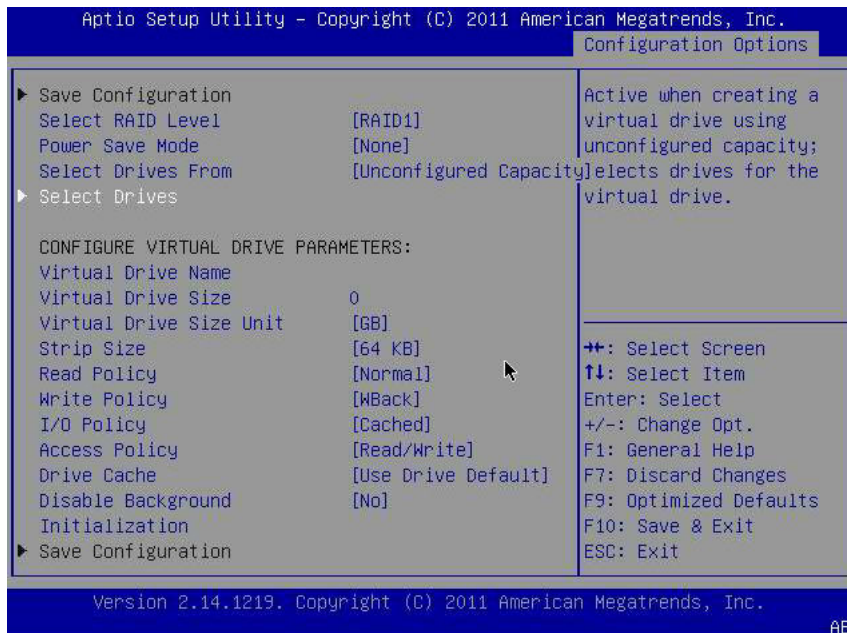 Aptio Setup Utility – Copyright (C) 2011 American Megatrends, Inc.
Configuration Options
Save Configuration
Select RAID Level [RAID1]
Power Save Mode [None]
Select Drives From [Unconfigured Capacity]
Select Drives
CONFIGURE VIRTUAL DRIVE PARAMETERS:
Virtual Drive Name
Virtual Drive Size 0
Virtual Drive Size Unit [GB]
Strip Size [64 KB]
Read Policy [Normal]
Write Policy [WBack]
I/O Policy [Cached]
Access Policy [Read/Write]
Drive Cache [Use Drive Default]
Disable Background [No]
Initialization
Save Configuration
Active when creating a
virtual drive using
unconfigured capacity;
elects drives for the
virtual drive.
→←: Select Screen
↑↓: Select Item
Enter: Select
+/-: Change Opt.
F1: General Help
F7: Discard Changes
F9: Optimized Defaults
F10: Save & Exit
ESC: Exit
Version 2.14.1219. Copyright (C) 2011 American Megatrends, Inc.